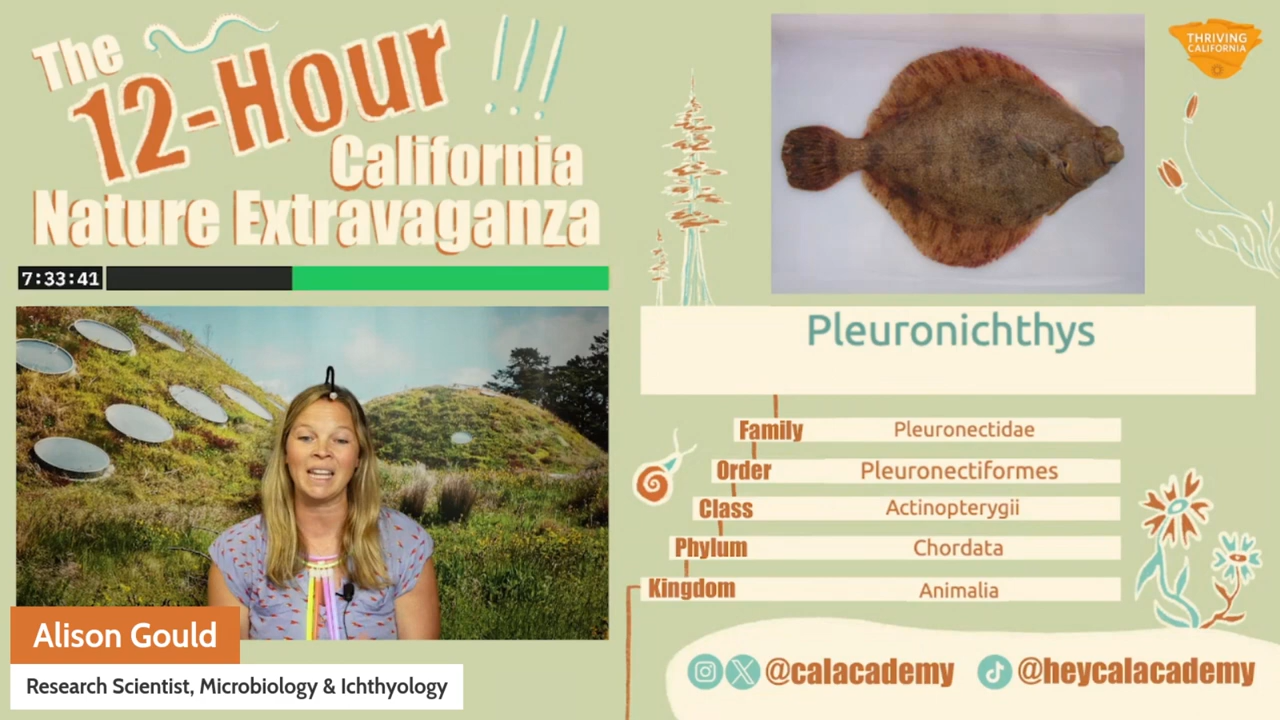 The
12-Hour
California
Nature Extravaganza
7:33:41
THRIVING
CALIFORNIA
Pleuronichthys
Family Pleuronectidae
Order Pleuronectiformes
Class Actinopterygii
Phylum Chordata
Kingdom Animalia
Alison Gould
Research Scientist, Microbiology & Ichthyology
@calacademy @heycalacademy